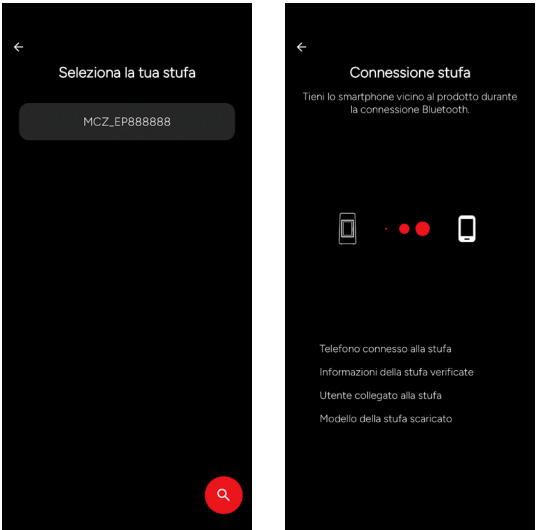 Seleziona la tua stufa
MCZ_EP888888
Connessione stufa
Tieni lo smartphone vicino al prodotto durante
la connessione Bluetooth.
Telefono connesso alla stufa
Informazioni della stufa verificate
Utente collegato alla stufa
Modello della stufa scaricato